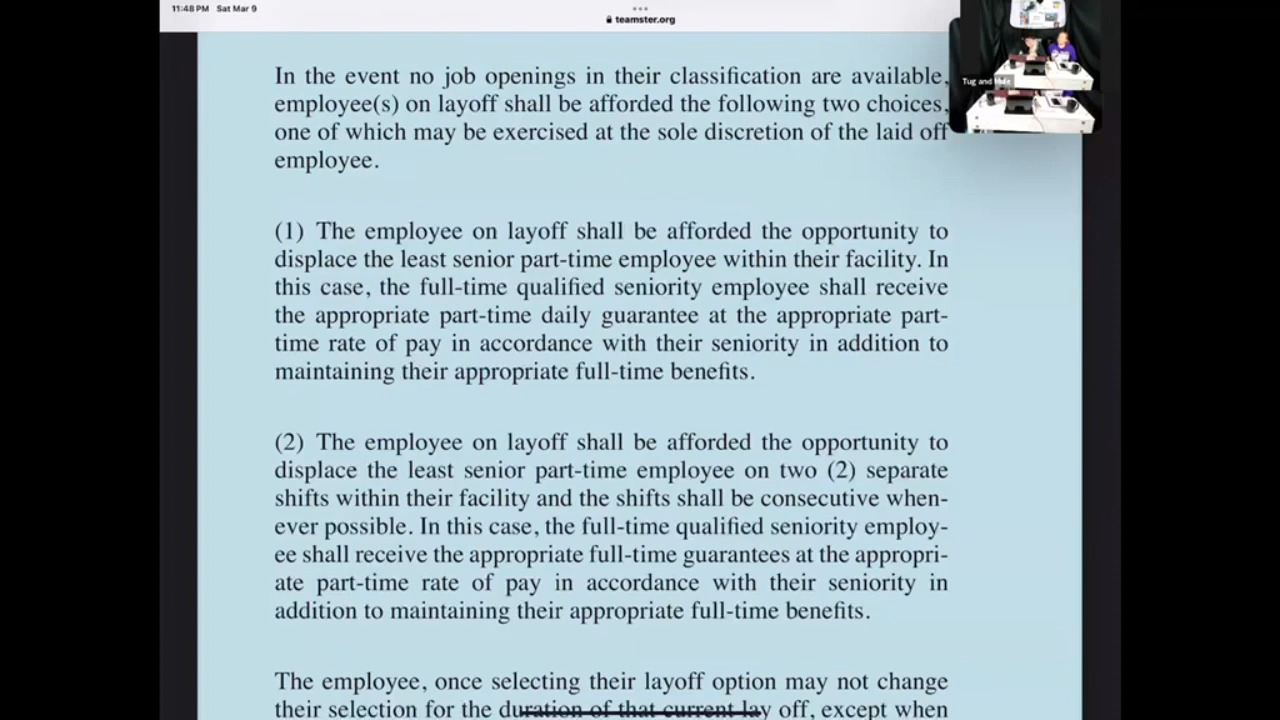 11:48 PM Sat Mar 9
teamster.org
In the event no job openings in their classification are available,
employee(s) on layoff shall be afforded the following two choices,
one of which may be exercised at the sole discretion of the laid off
employee.
(1) The employee on layoff shall be afforded the opportunity to
displace the least senior part-time employee within their facility. In
this case, the full-time qualified seniority employee shall receive
the appropriate part-time daily guarantee at the appropriate part-
time rate of pay in accordance with their seniority in addition to
maintaining their appropriate full-time benefits.
(2) The employee on layoff shall be afforded the opportunity to
displace the least senior part-time employee on two (2) separate
shifts within their facility and the shifts shall be consecutive when-
ever possible. In this case, the full-time qualified seniority employ-
ee shall receive the appropriate full-time guarantees at the appropri-
ate part-time rate of pay in accordance with their seniority in
addition to maintaining their appropriate full-time benefits.
The employee, once selecting their layoff option may not change
their selection for the duration of that current lay off, except when
Tug and